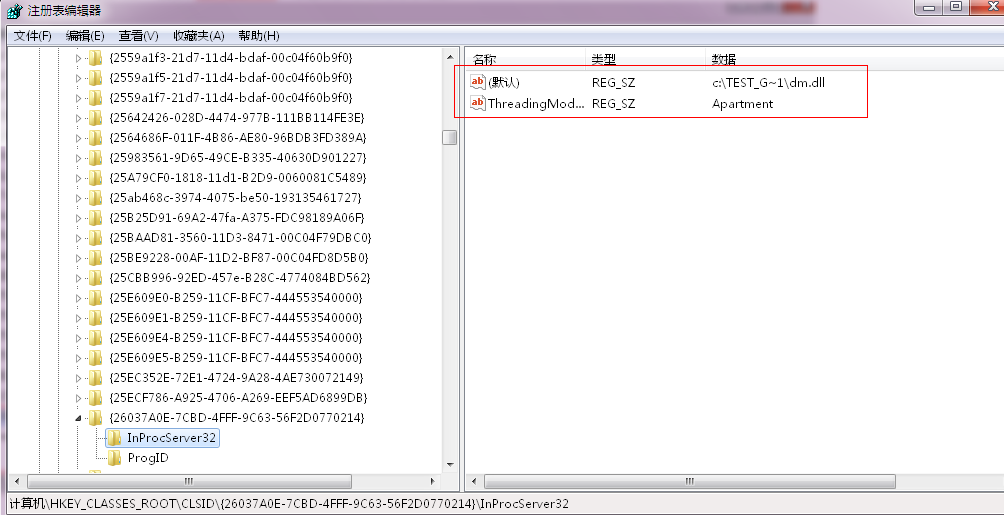 注册表编辑器
文件(F) 编辑(E) 查看(V) 收藏夹(A) 帮助(H)
{2559a1f3-21d7-11d4-bdaf-00c04f60b9f0}
{2559a1f5-21d7-11d4-bdaf-00c04f60b9f0}
{2559a1f7-21d7-11d4-bdaf-00c04f60b9f0}
{25642426-028D-4474-977B-111BB114FE3E}
{2564686F-011F-4B86-AE80-96BDB3FD389A}
{25983561-9D65-49CE-B335-40630D901227}
{25A79CF0-1818-11d1-B2D9-0060081C5489}
{25ab468c-3974-4075-be50-193135461727}
{25B25D91-69A2-47fa-A375-FDC98189A06F}
{25BAAD81-3560-11D3-8471-00C04F79DBC0}
{25BE9228-00AF-11D2-BF87-00C04FD8D5B0}
{25CBB996-92ED-457e-B28C-4774084BD562}
{25E609E0-B259-11CF-BFC7-444553540000}
{25E609E1-B259-11CF-BFC7-444553540000}
{25E609E4-B259-11CF-BFC7-444553540000}
{25E609E5-B259-11CF-BFC7-444553540000}
{25EC352E-72E1-4724-9A28-4AE730072149}
{25ECF786-A925-4706-A269-EEF5AD6899DB}
{26037A0E-7CBD-4FFF-9C63-56F2D0770214}
InProcServer32
ProgID
名称 类型 数据
(默认) REG_SZ c:\TEST_G~1\dm.dll
ThreadingMod... REG_SZ Apartment
计算机\HKEY_CLASSES_ROOT\CLSID\{26037A0E-7CBD-4FFF-9C63-56F2D0770214}\InProcServer32